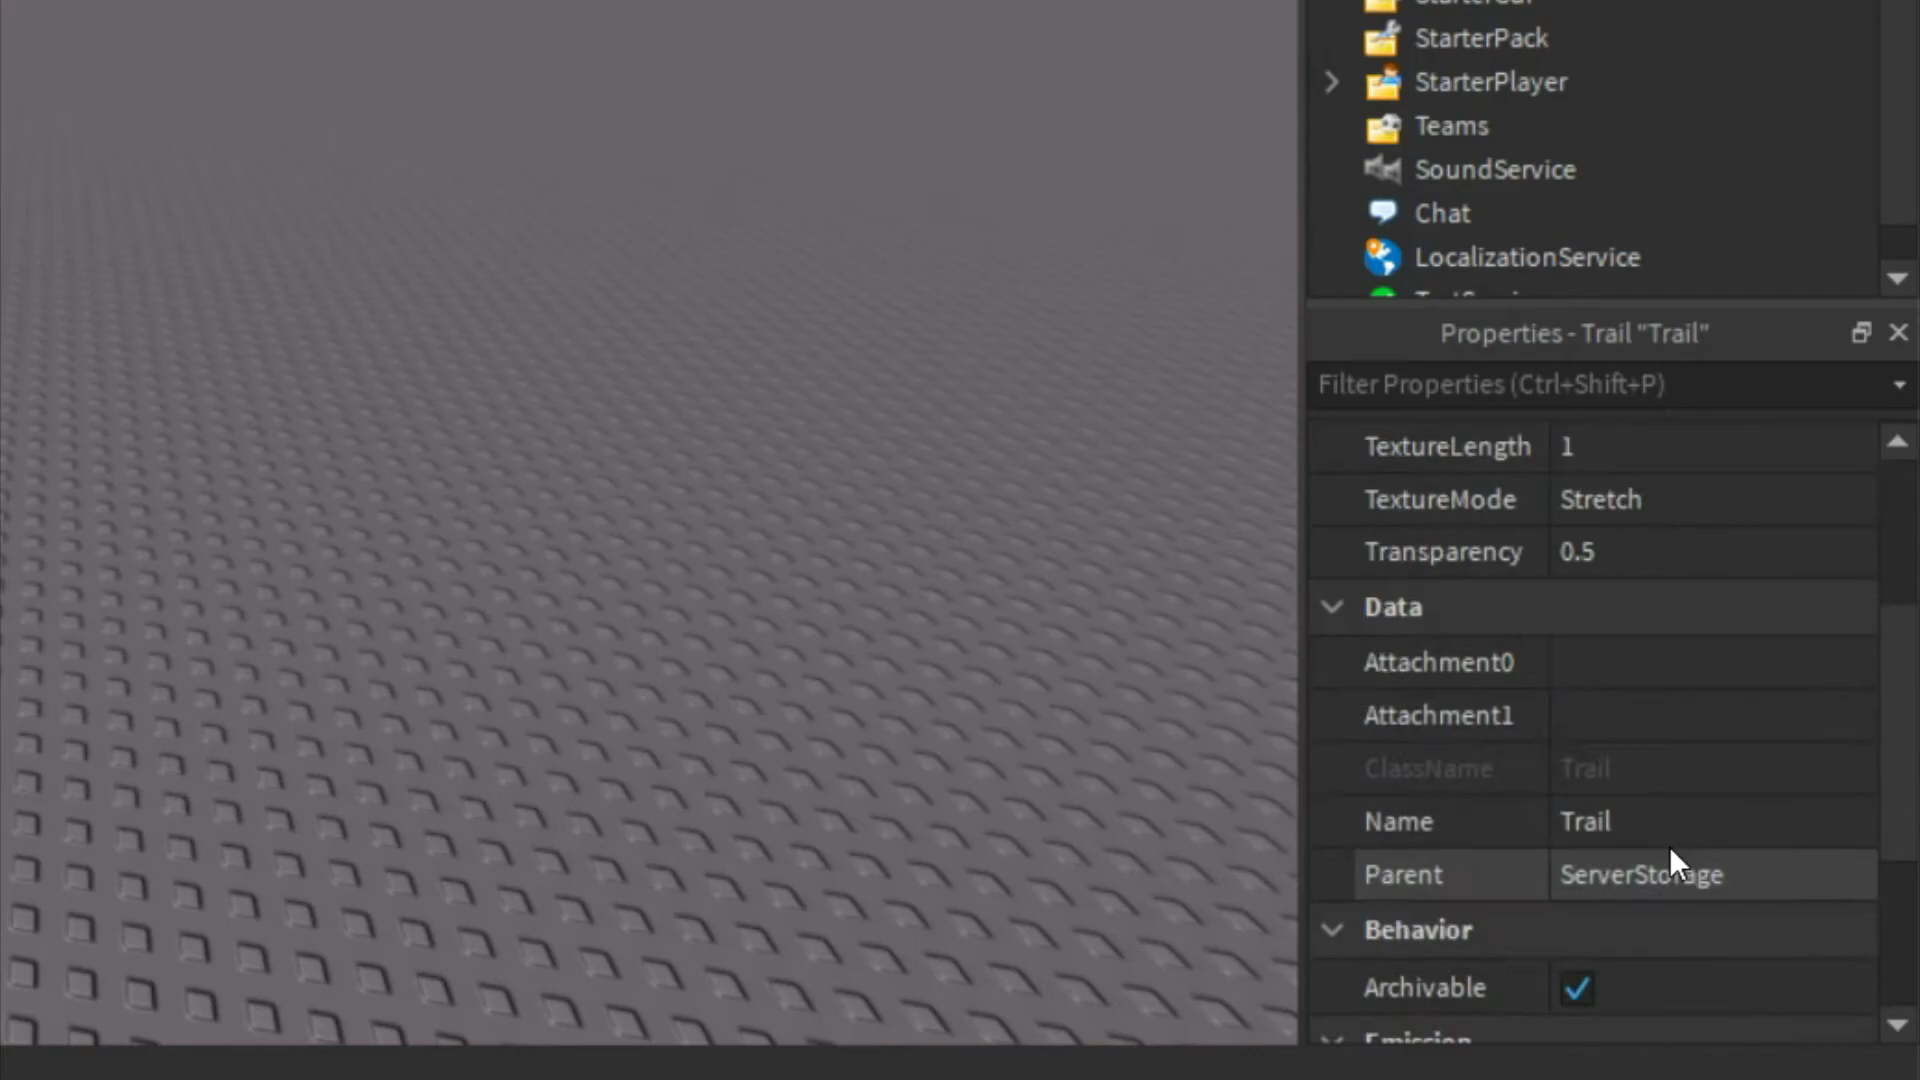 StarterPack
StarterPlayer
Teams
SoundService
Chat
LocalizationService
Properties - Trail "Trail"
Filter Properties (Ctrl+Shift+P)
TextureLength 1
TextureMode Stretch
Transparency 0.5
Data
Attachment0
Attachment1
ClassName Trail
Name Trail
Parent ServerStorage
Behavior
Archivable
Emission